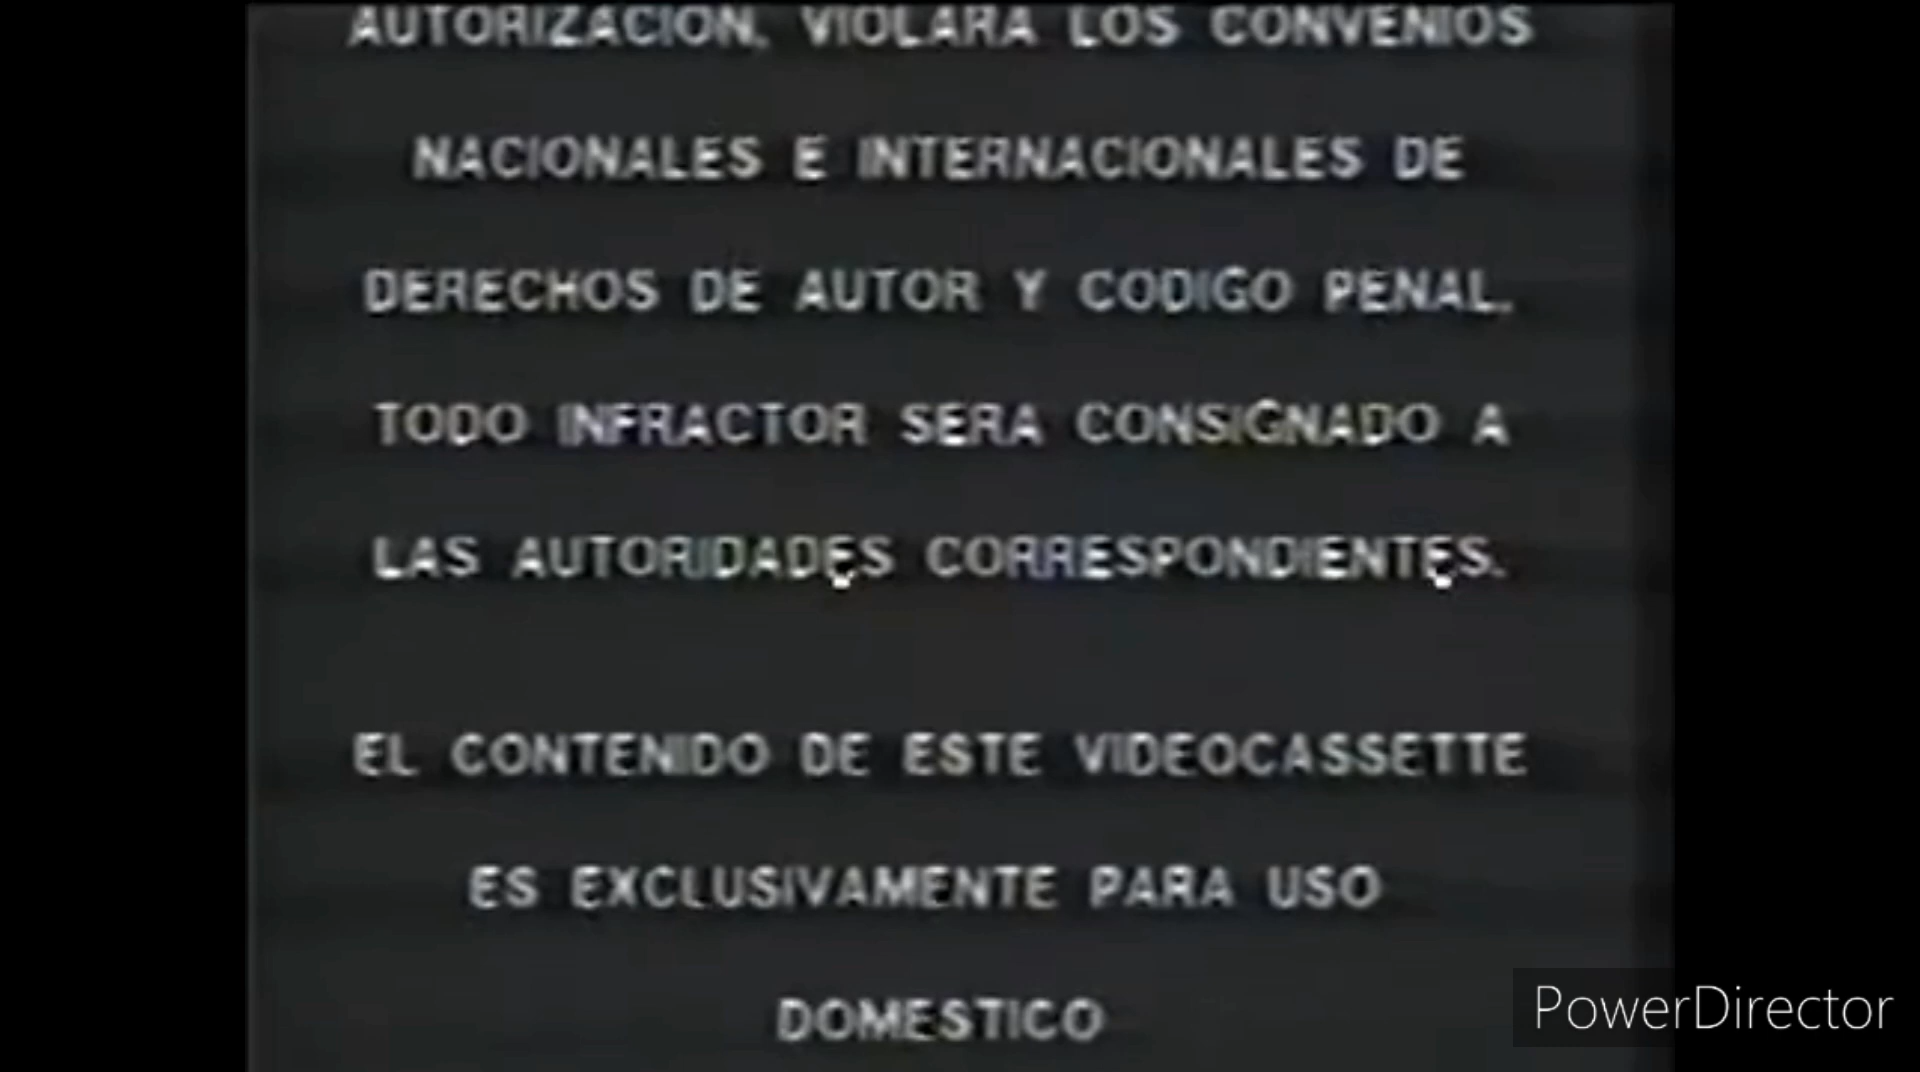 AUTORIZACION, VIOLARA LOS CONVENIOS
NACIONALES E INTERNACIONALES DE
DERECHOS DE AUTOR Y CODIGO PENAL.
TODO INFRACTOR SERA CONSIGNADO A
LAS AUTORIDADES CORRESPONDIENTES.
EL CONTENIDO DE ESTE VIDEOCASSETTE
ES EXCLUSIVAMENTE PARA USO
DOMESTICO
PowerDirector